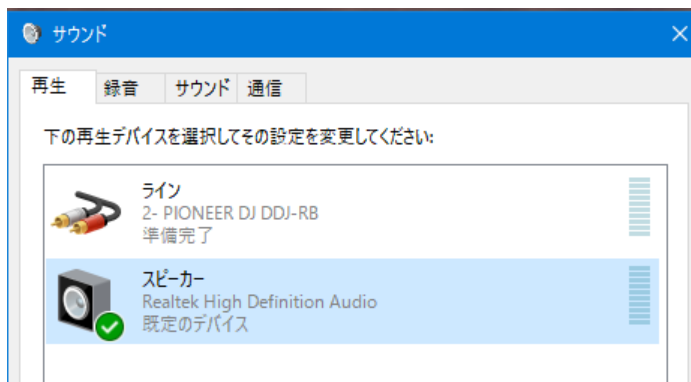 サウンド
再生 録音 サウンド 通信
下の再生デバイスを選択してその設定を変更してください:
ライン
2- PIONEER DJ DDJ-RB
準備完了
スピーカー
Realtek High Definition Audio
既定のデバイス